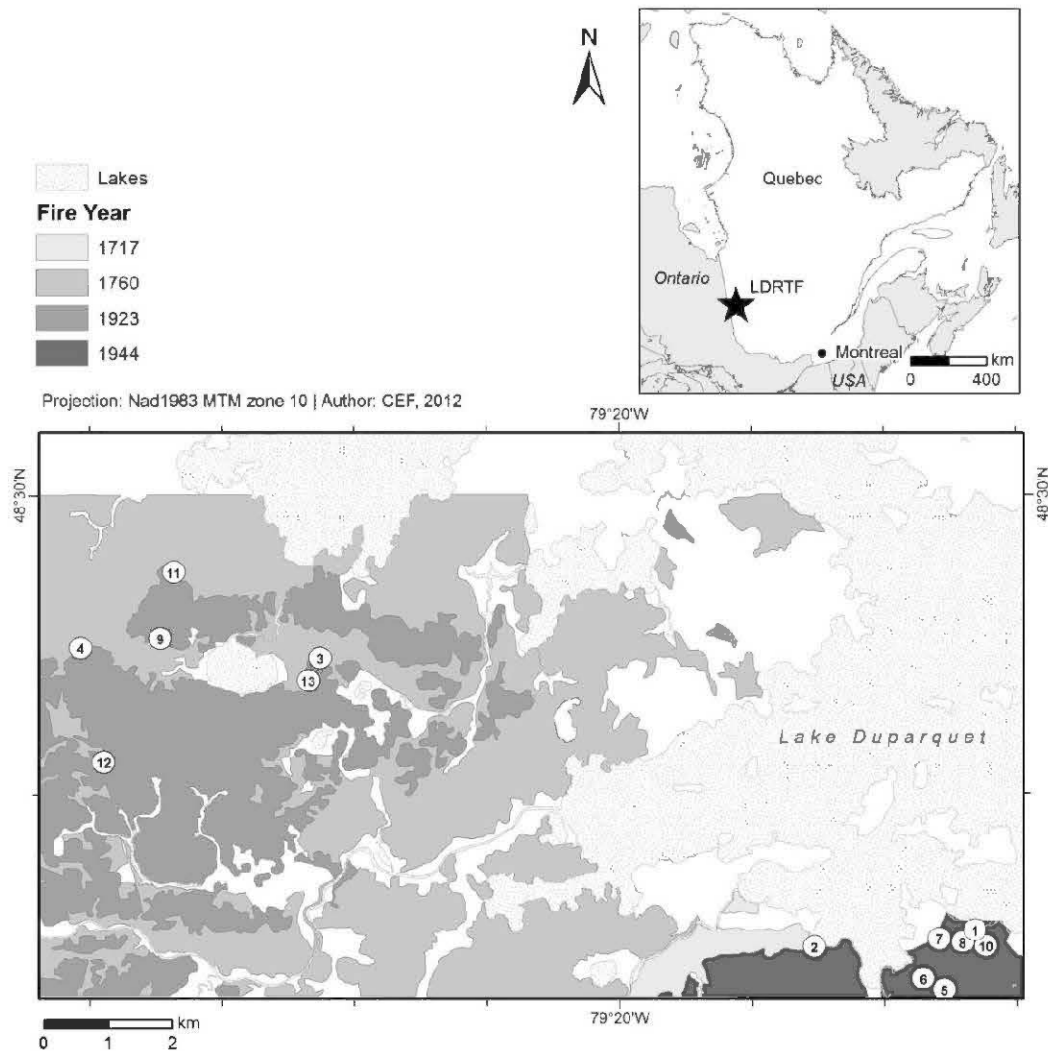 N
Quebec
Ontario
LDRTF
Montreal
km
USA
0 400
Lakes
Fire Year
1717
1760
1923
1944
Projection: Nad1983 MTM zone 10 | Author: CEF, 2012
79°20'W
48°30'N
48°30'N
11
4
9
3
13
12
Lake Duparquet
1
2
7
8
10
6
5
79°20'W
km
0 1 2